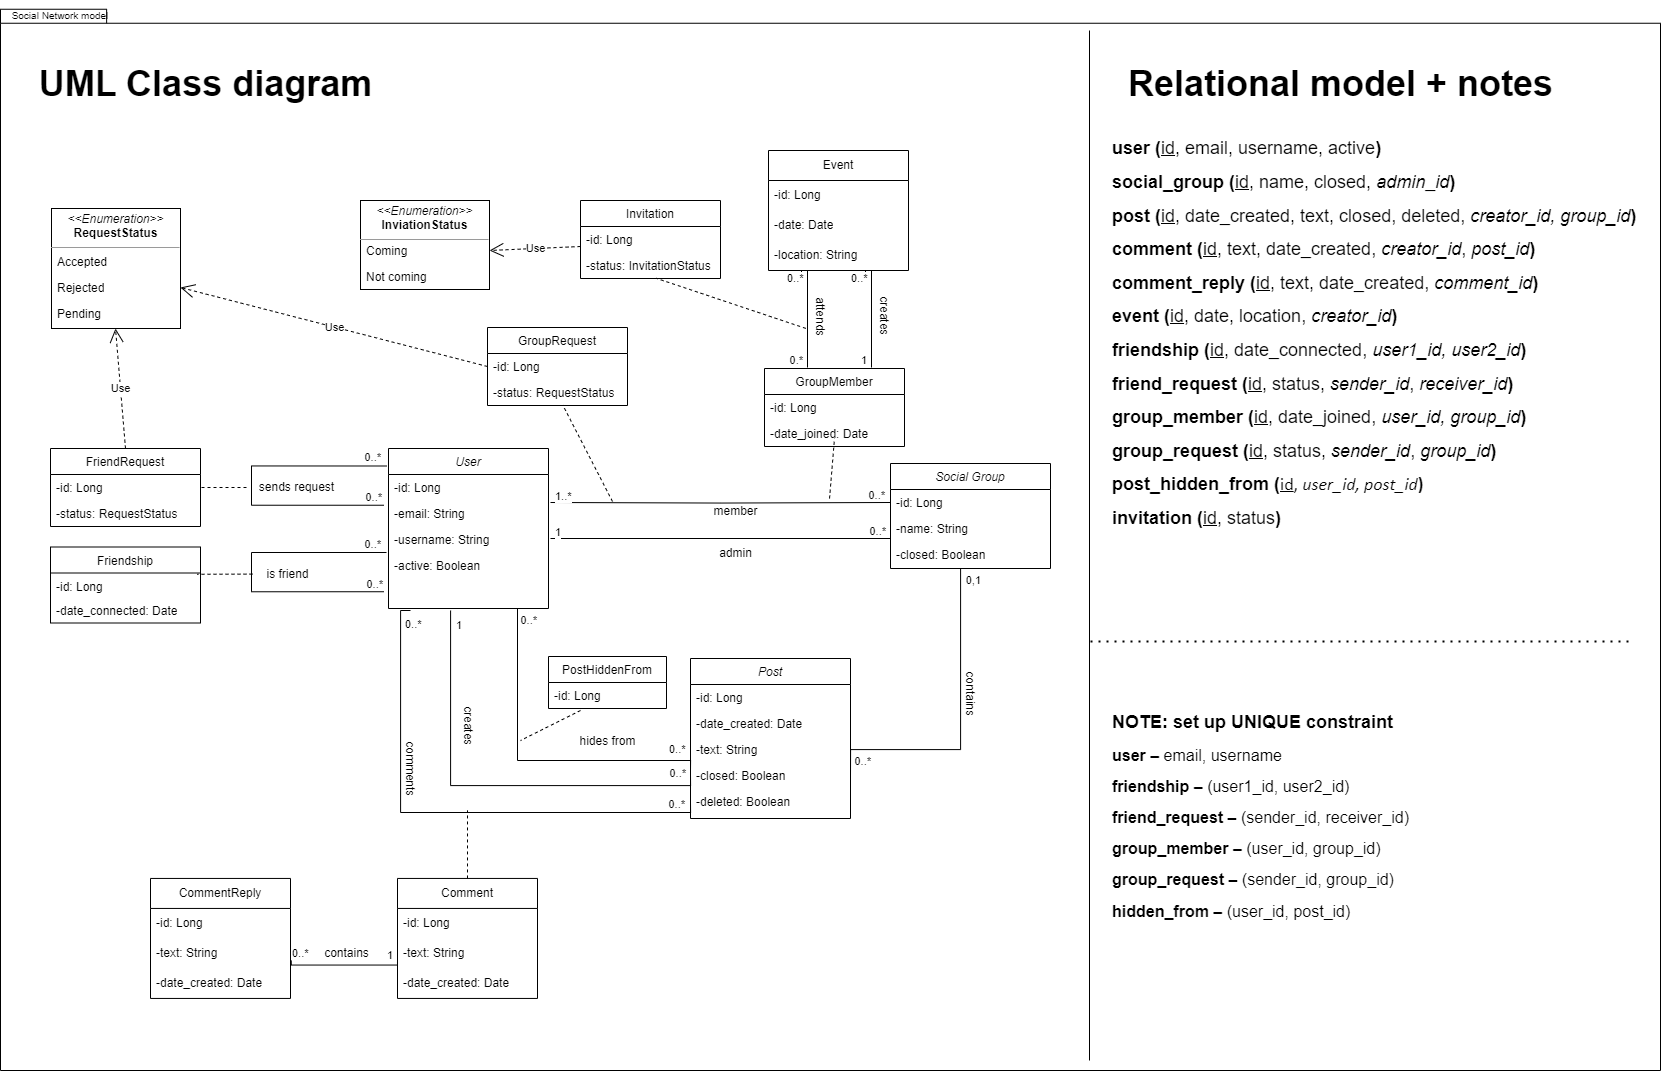 Social Network model
UML Class diagram
Relational model + notes
<<Enumeration>>
RequestStatus
Accepted
Rejected
Pending
<<Enumeration>>
InviationStatus
Coming
Not coming
Use
Invitation
-id: Long
-status: InvitationStatus
Event
-id: Long
-date: Date
-location: String
0..*
0..*
attends
creates
0..*
1
Use
Use
GroupRequest
-id: Long
-status: RequestStatus
GroupMember
-id: Long
-date_joined: Date
FriendRequest
-id: Long
-status: RequestStatus
0..*
sends request
0..*
Friendship
-id: Long
-date_connected: Date
0..*
is friend
0..*
User
-id: Long
-email: String
-username: String
-active: Boolean
1..*
member
0..*
1
admin
0..*
Social Group
-id: Long
-name: String
-closed: Boolean
0,1
contains
0..*
0..*
1
0..*
comments
creates
hides from
PostHiddenFrom
-id: Long
0..*
0..*
0..*
Post
-id: Long
-date_created: Date
-text: String
-closed: Boolean
-deleted: Boolean
CommentReply
-id: Long
-text: String
-date_created: Date
0..*
contains
1
Comment
-id: Long
-text: String
-date_created: Date
user (id, email, username, active)
social_group (id, name, closed, admin_id)
post (id, date_created, text, closed, deleted, creator_id, group_id)
comment (id, text, date_created, creator_id, post_id)
comment_reply (id, text, date_created, comment_id)
event (id, date, location, creator_id)
friendship (id, date_connected, user1_id, user2_id)
friend_request (id, status, sender_id, receiver_id)
group_member (id, date_joined, user_id, group_id)
group_request (id, status, sender_id, group_id)
post_hidden_from (id, user_id, post_id)
invitation (id, status)
NOTE: set up UNIQUE constraint
user – email, username
friendship – (user1_id, user2_id)
friend_request – (sender_id, receiver_id)
group_member – (user_id, group_id)
group_request – (sender_id, group_id)
hidden_from – (user_id, post_id)